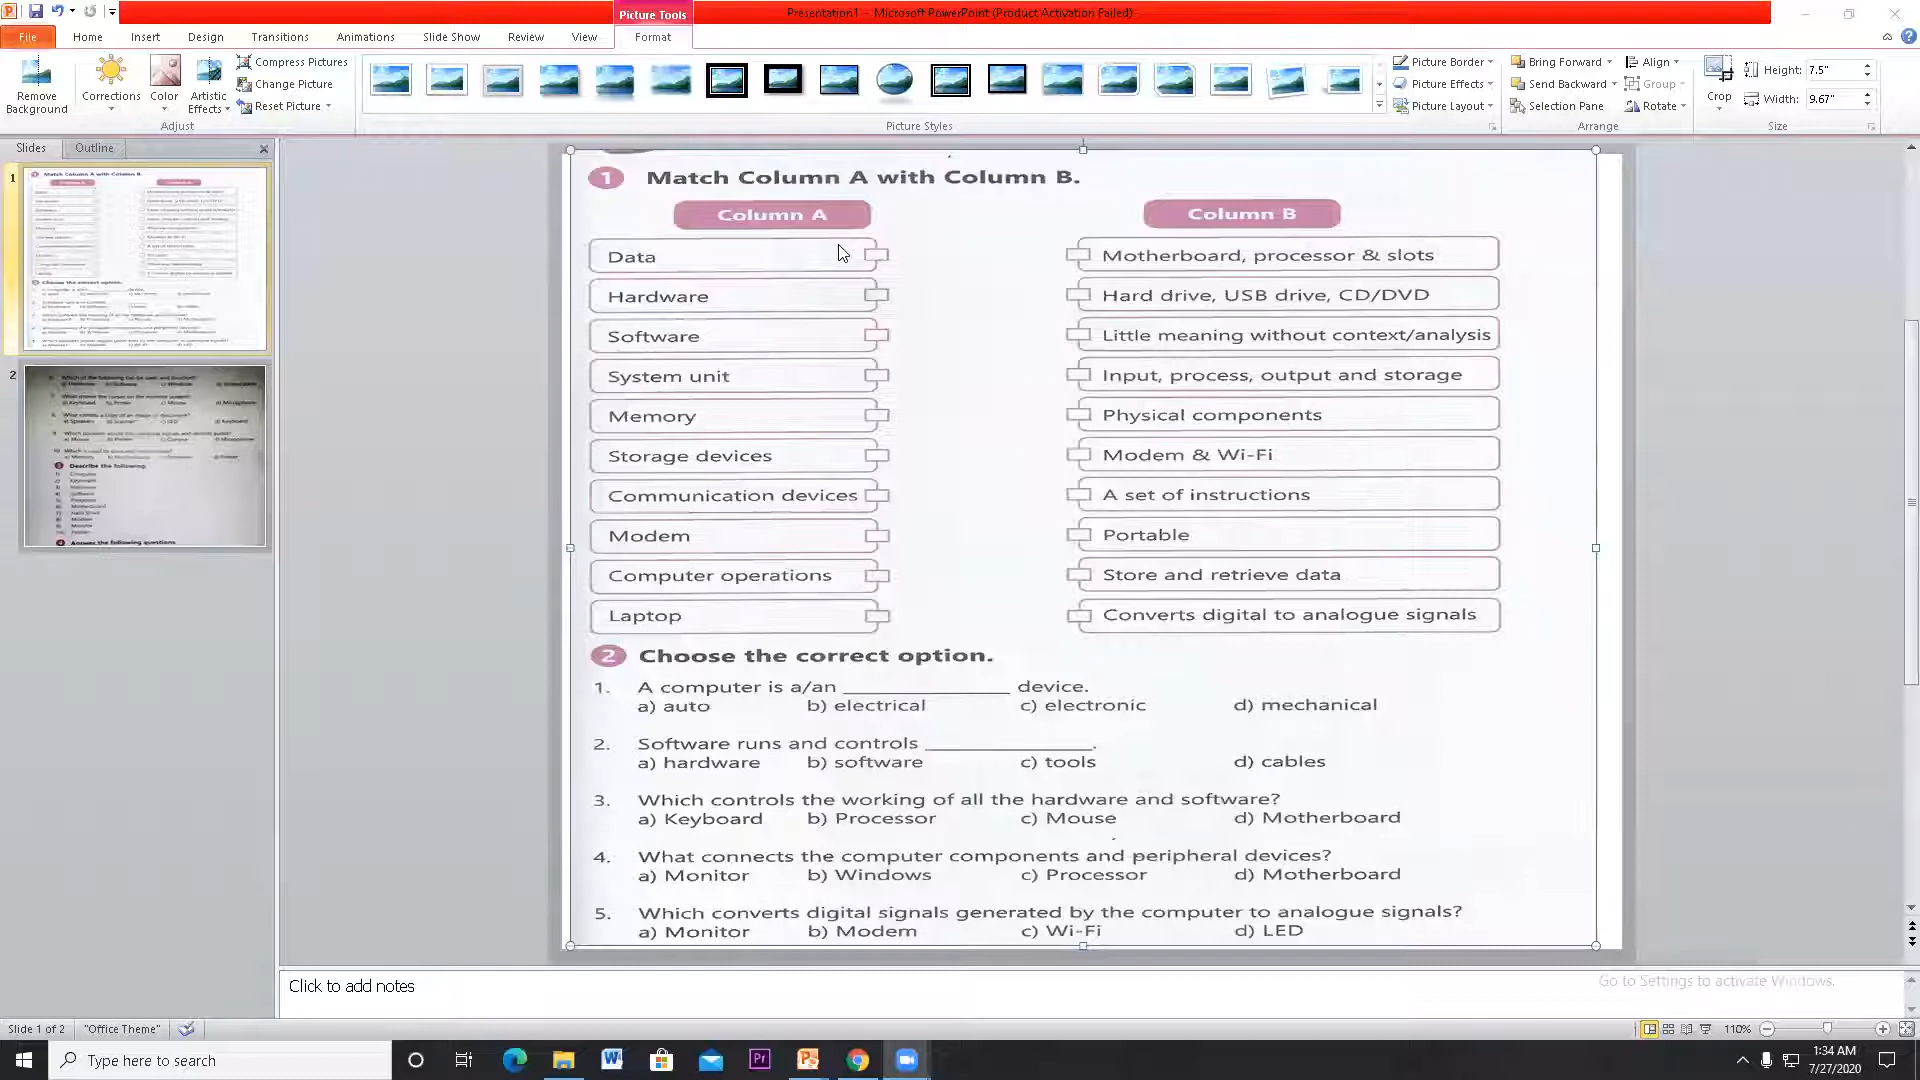 Picture Tools
Presentation1 - Microsoft PowerPoint (Product Activation Failed)
File Home Insert Design Transitions Animations Slide Show Review View Format
Remove Background
Corrections
Color
Artistic Effects
Compress Pictures
Change Picture
Reset Picture
Adjust
Picture Styles
Picture Border
Picture Effects
Picture Layout
Bring Forward
Send Backward
Selection Pane
Align
Group
Rotate
Arrange
Crop
Height: 7.5"
Width: 9.67"
Size
Slides Outline
1
2
1 Match Column A with Column B.
Column A Column B
Data Motherboard, processor & slots
Hardware Hard drive, USB drive, CD/DVD
Software Little meaning without context/analysis
System unit Input, process, output and storage
Memory Physical components
Storage devices Modem & Wi-Fi
Communication devices A set of instructions
Modem Portable
Computer operations Store and retrieve data
Laptop Converts digital to analogue signals
2 Choose the correct option.
1. A computer is a/an ______________ device.
a) auto b) electrical c) electronic d) mechanical
2. Software runs and controls ______________.
a) hardware b) software c) tools d) cables
3. Which controls the working of all the hardware and software?
a) Keyboard b) Processor c) Mouse d) Motherboard
4. What connects the computer components and peripheral devices?
a) Monitor b) Windows c) Processor d) Motherboard
5. Which converts digital signals generated by the computer to analogue signals?
a) Monitor b) Modem c) Wi-Fi d) LED
Click to add notes
Go to Settings to activate Windows.
Slide 1 of 2 "Office Theme" 110%
Type here to search
1:34 AM
7/27/2020